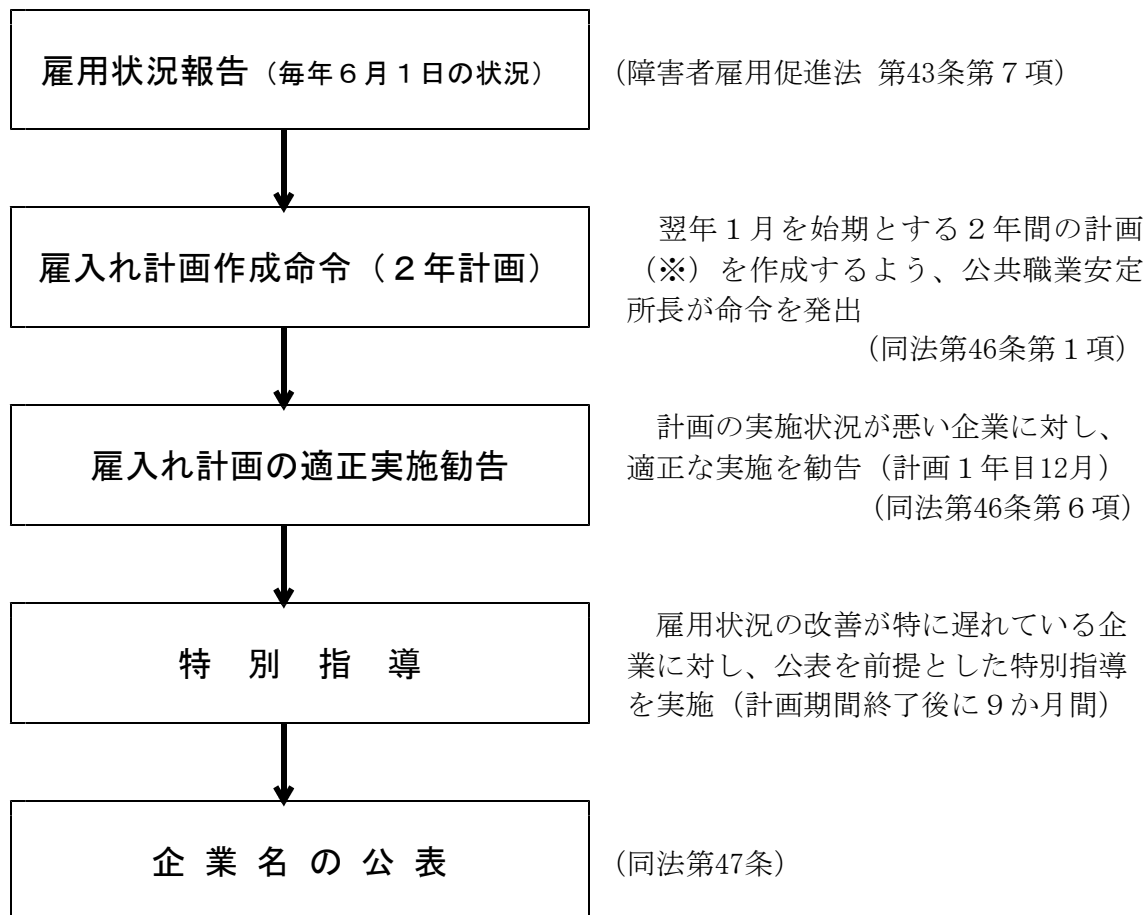 雇用状況報告（毎年６月１日の状況）
（障害者雇用促進法 第43条第７項）
雇入れ計画作成命令（２年計画）
翌年１月を始期とする２年間の計画
（※）を作成するよう、公共職業安定
所長が命令を発出
（同法第46条第１項）
雇入れ計画の適正実施勧告
計画の実施状況が悪い企業に対し、
適正な実施を勧告（計画１年目12月）
（同法第46条第６項）
特　別　指　導
雇用状況の改善が特に遅れている企
業に対し、公表を前提とした特別指導
を実施（計画期間終了後に９か月間）
企 業 名 の 公 表
（同法第47条）